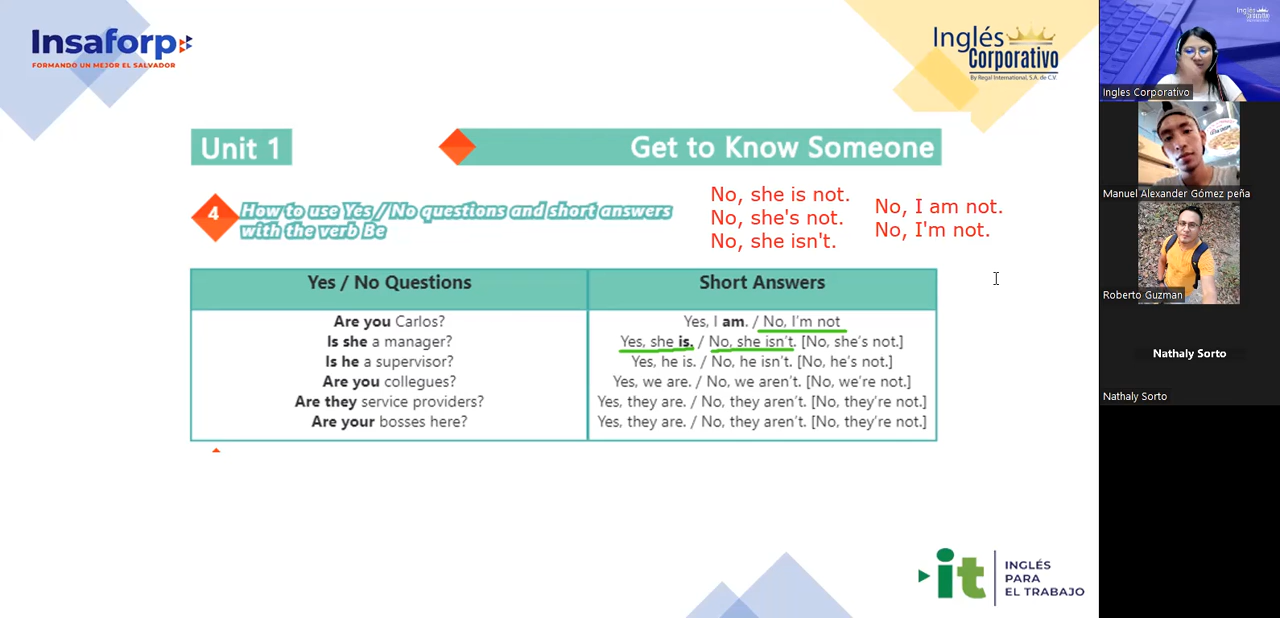 Insaforp
FORMANDO UN MEJOR EL SALVADOR
Inglés
Corporativo
By Regal International, S.A. de C.V.
Unit 1
Get to Know Someone
4
How to use Yes / No questions and short answers
with the verb Be
No, she is not.
No, she's not.
No, she isn't.
No, I am not.
No, I'm not.
Yes / No Questions
Short Answers
Are you Carlos?
Yes, I am. / No, I'm not
Is she a manager?
Yes, she is. / No, she isn't. [No, she's not.]
Is he a supervisor?
Yes, he is. / No, he isn't. [No, he's not.]
Are you collegues?
Yes, we are. / No, we aren't. [No, we're not.]
Are they service providers?
Yes, they are. / No, they aren't. [No, they're not.]
Are your bosses here?
Yes, they are. / No, they aren't. [No, they're not.]
it
INGLÉS
PARA
EL TRABAJO
Inglés
Ingles Corporativo
Manuel Alexander Gómez peña
Roberto Guzman
Nathaly Sorto
Nathaly Sorto